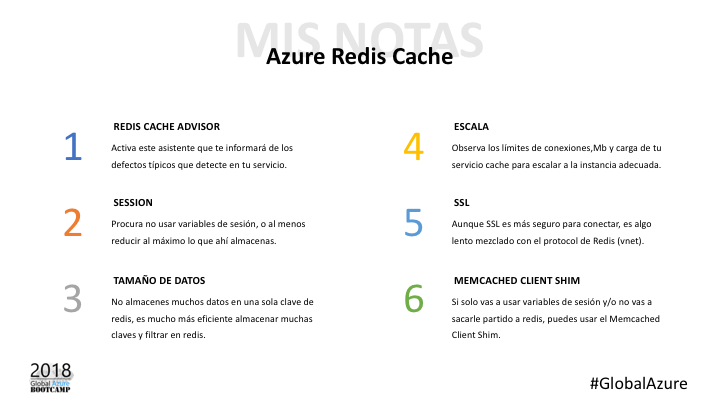 MIS NOTAS
Azure Redis Cache
1
REDIS CACHE ADVISOR
Activa este asistente que te informará de los
defectos típicos que detecte en tu servicio.
2
SESSION
Procura no usar variables de sesión, o al menos
reducir al máximo lo que ahí almacenas.
3
TAMAÑO DE DATOS
No almacenes muchos datos en una sola clave de
redis, es mucho más eficiente almacenar muchas
claves y filtrar en redis.
4
ESCALA
Observa los límites de conexiones,Mb y carga de tu
servicio cache para escalar a la instancia adecuada.
5
SSL
Aunque SSL es más seguro para conectar, es algo
lento mezclado con el protocol de Redis (vnet).
6
MEMCACHED CLIENT SHIM
Si solo vas a usar variables de sesión y/o no vas a
sacarle partido a redis, puedes usar el Memcached
Client Shim.
2018
Global Azure
BOOTCAMP
#GlobalAzure